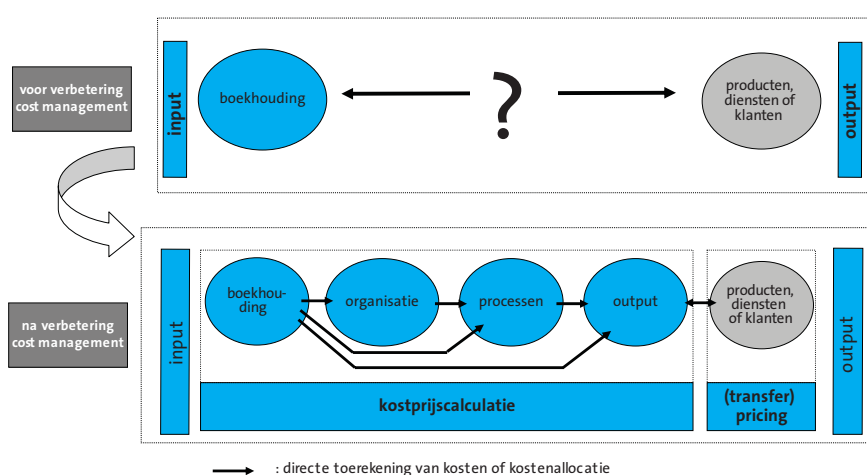 voor verbetering
cost management
input
boekhouding
?
producten,
diensten of
klanten
output
na verbetering
cost management
input
boekhou-
ding
organisatie
processen
output
producten,
diensten
of klanten
output
kostprijscalculatie
(transfer)
pricing
: directe toerekening van kosten of kostenallocatie